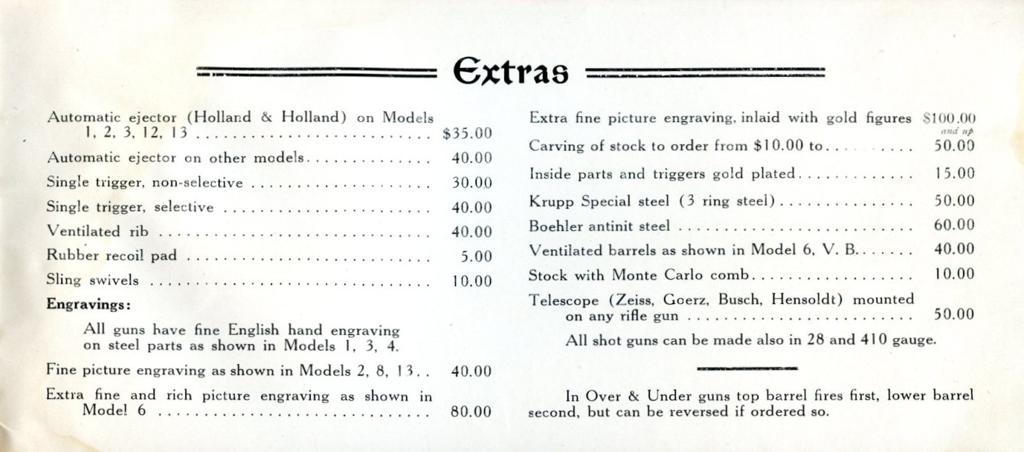 Extras
Automatic ejector (Holland & Holland) on Models
1, 2, 3, 12, 13 .......................... $35.00
Automatic ejector on other models.............. 40.00
Single trigger, non-selective .................... 30.00
Single trigger, selective ....................... 40.00
Ventilated rib .............................. 40.00
Rubber recoil pad ........................... 5.00
Sling swivels ............................... 10.00
Engravings:
All guns have fine English hand engraving
on steel parts as shown in Models 1, 3, 4.
Fine picture engraving as shown in Models 2, 8, 13.. 40.00
Extra fine and rich picture engraving as shown in
Model 6 .............................. 80.00
Extra fine picture engraving, inlaid with gold figures $100.00
and up
Carving of stock to order from $10.00 to.......... 50.00
Inside parts and triggers gold plated............. 15.00
Krupp Special steel (3 ring steel)............... 50.00
Boehler antinit steel .......................... 60.00
Ventilated barrels as shown in Model 6, V. B....... 40.00
Stock with Monte Carlo comb.................. 10.00
Telescope (Zeiss, Goerz, Busch, Hensoldt) mounted
on any rifle gun ......................... 50.00
All shot guns can be made also in 28 and 410 gauge.
In Over & Under guns top barrel fires first, lower barrel
second, but can be reversed if ordered so.